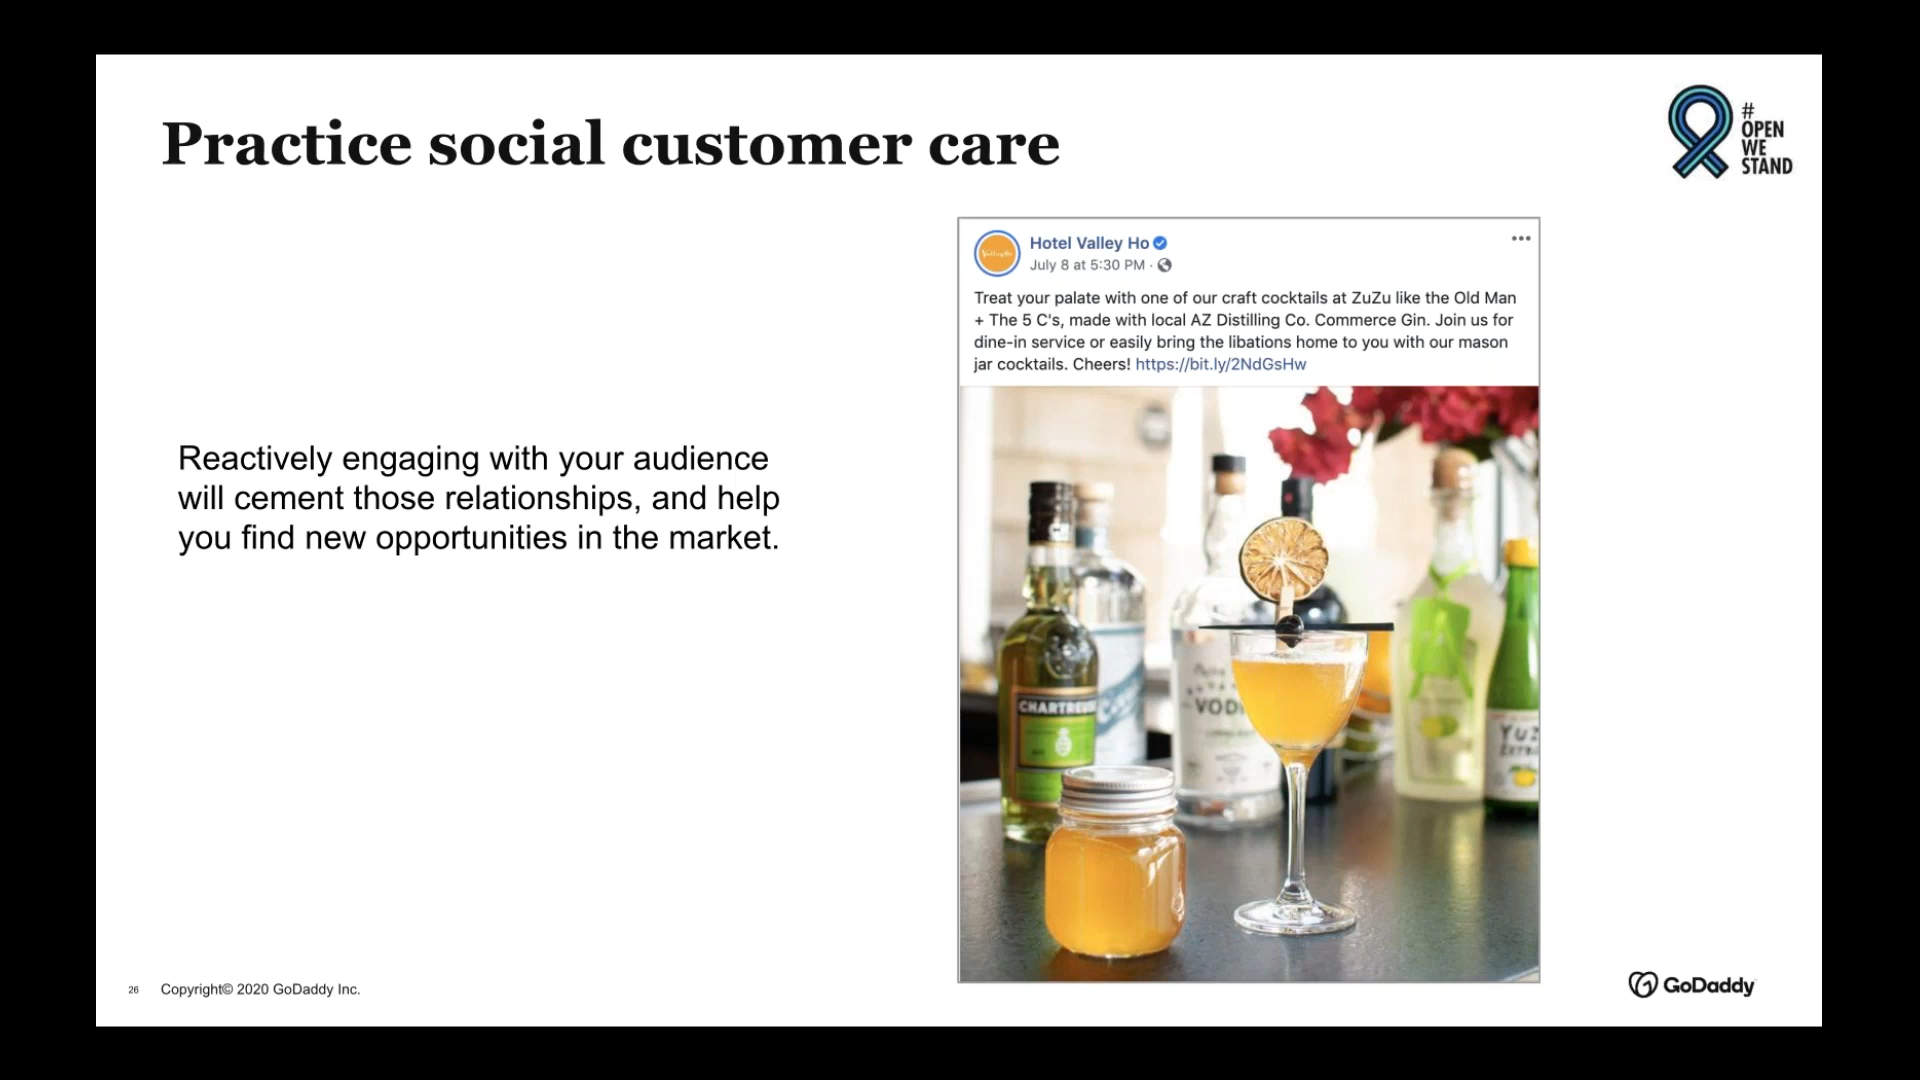 Practice social customer care
#
OPEN
WE
STAND
Hotel Valley Ho
July 8 at 5:30 PM ·
Treat your palate with one of our craft cocktails at ZuZu like the Old Man
+ The 5 C's, made with local AZ Distilling Co. Commerce Gin. Join us for
dine-in service or easily bring the libations home to you with our mason
jar cocktails. Cheers! https://bit.ly/2NdGsHw
Reactively engaging with your audience
will cement those relationships, and help
you find new opportunities in the market.
CHARTREUSE
VODK
YUZ
26 Copyright© 2020 GoDaddy Inc.
GoDaddy